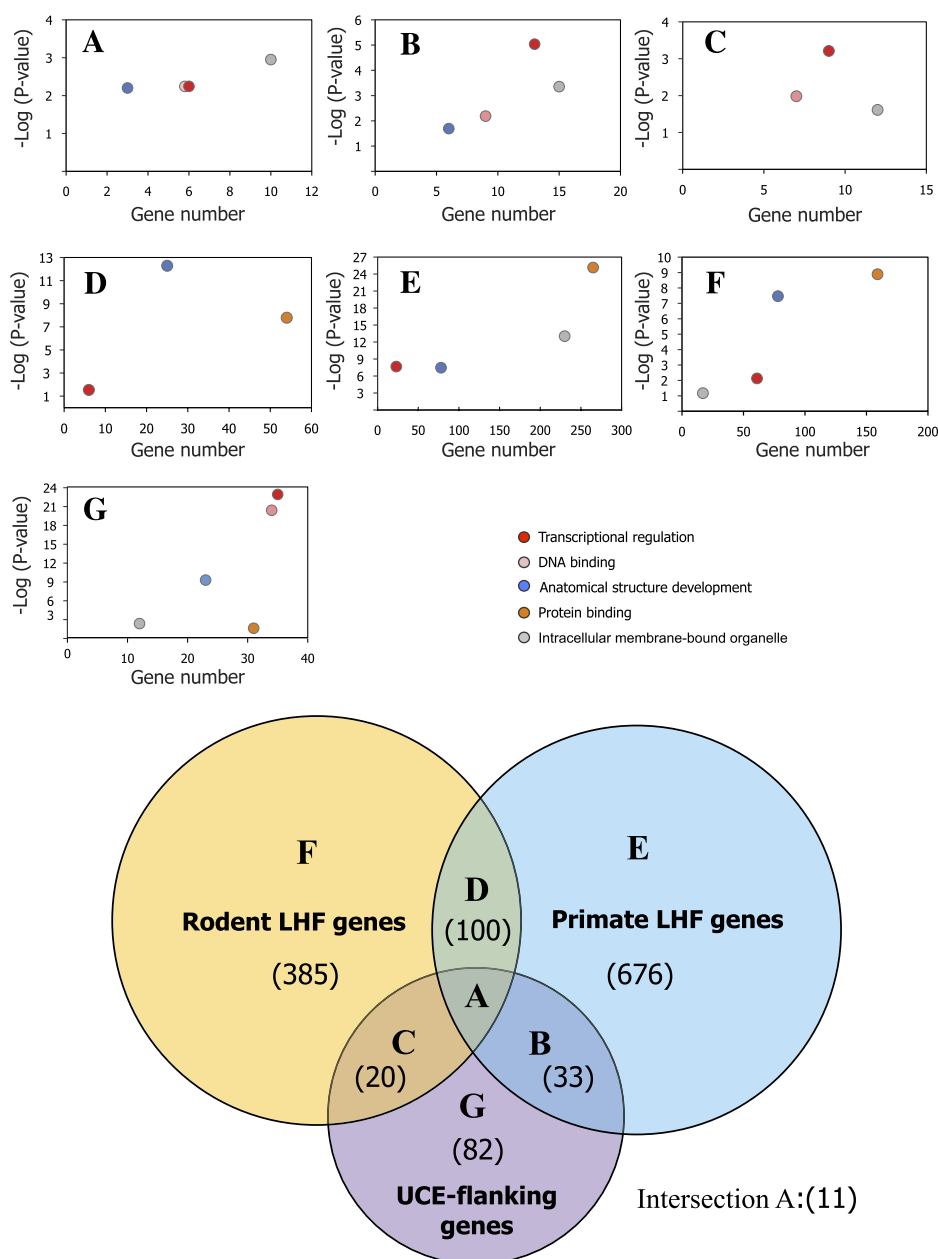 A
-Log (P-value)
4
3
2
1
0 2 4 6 8 10 12
Gene number
B
-Log (P-value)
6
5
4
3
2
1
0 5 10 15 20
Gene number
C
-Log (P-value)
4
3
2
1
0 5 10 15
Gene number
D
-Log (P-value)
13
11
9
7
5
3
1
0 10 20 30 40 50 60
Gene number
E
-Log (P-value)
27
24
21
18
15
12
9
6
3
0 50 100 150 200 250 300
Gene number
F
-Log (P-value)
10
9
8
7
6
5
4
3
2
1
0 50 100 150 200
Gene number
G
-Log (P-value)
24
21
18
15
12
9
6
3
0 10 20 30 40
Gene number
Transcriptional regulation
DNA binding
Anatomical structure development
Protein binding
Intracellular membrane-bound organelle
F
Rodent LHF genes
(385)
E
Primate LHF genes
(676)
D
(100)
A
C
(20)
B
(33)
G
(82)
UCE-flanking
genes
Intersection A:(11)